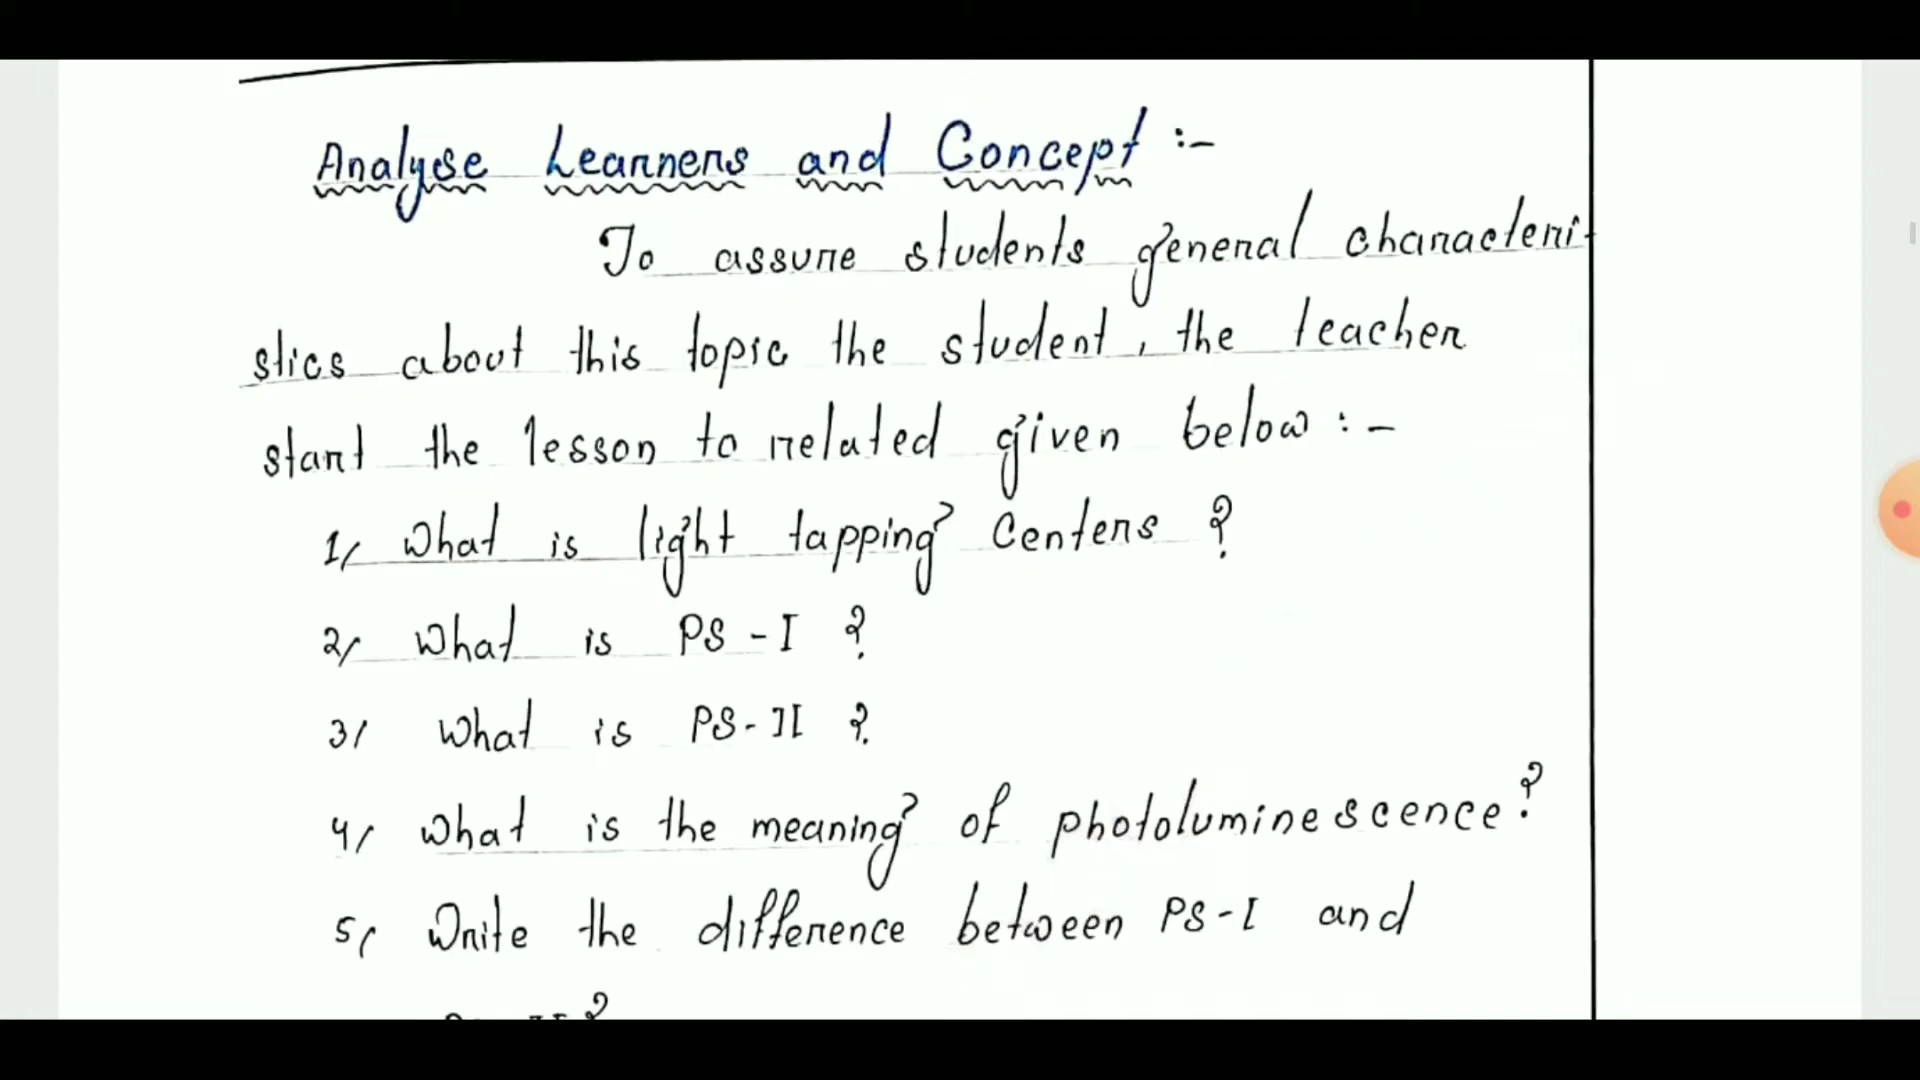 Analyse Learners and Concept :-
To assure students general characteri-
stics about this topic the student, the teacher
start the lesson to related given below :-
1/ What is light tapping Centers ?
2/ What is PS-I ?
3/ What is PS-II ?
4/ What is the meaning of photoluminescence?
5/ Write the difference between PS-I and